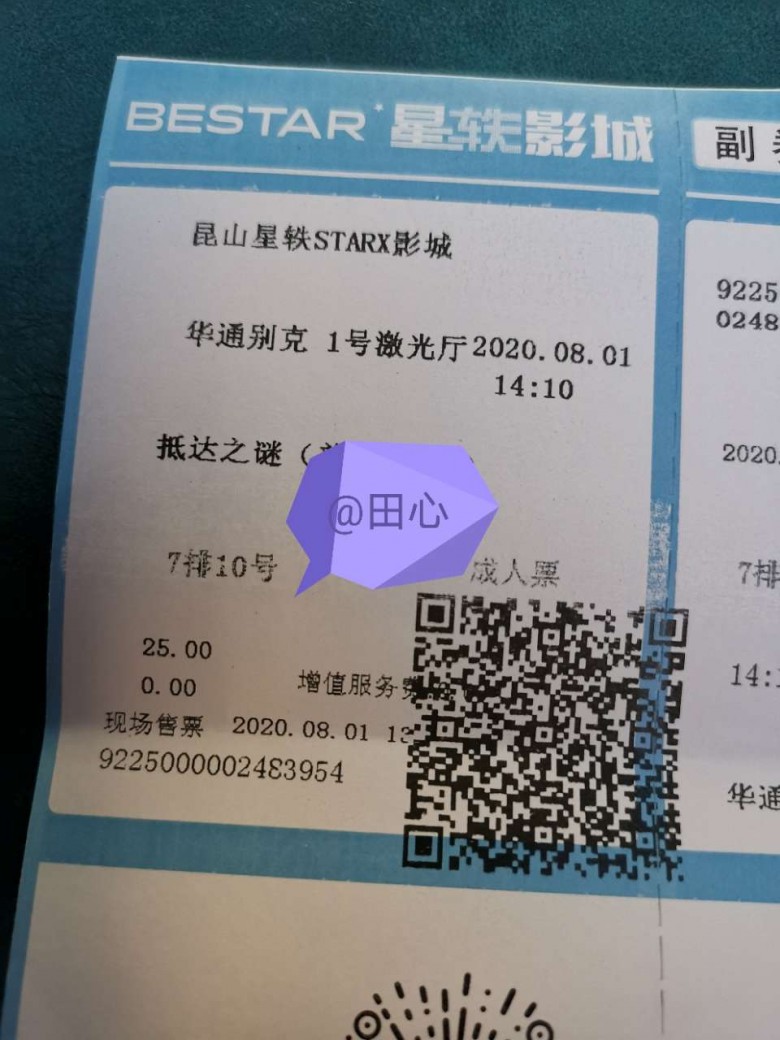 BESTAR 星轶影城
副
昆山星轶STARX影城
9225
0248
华通别克 1号激光厅 2020.08.01
14:10
抵达之谜（
2020.
@田心
7排10号 成人票
7排
25.00
14:
0.00 增值服务费
现场售票 2020.08.01 13
9225000002483954
华通